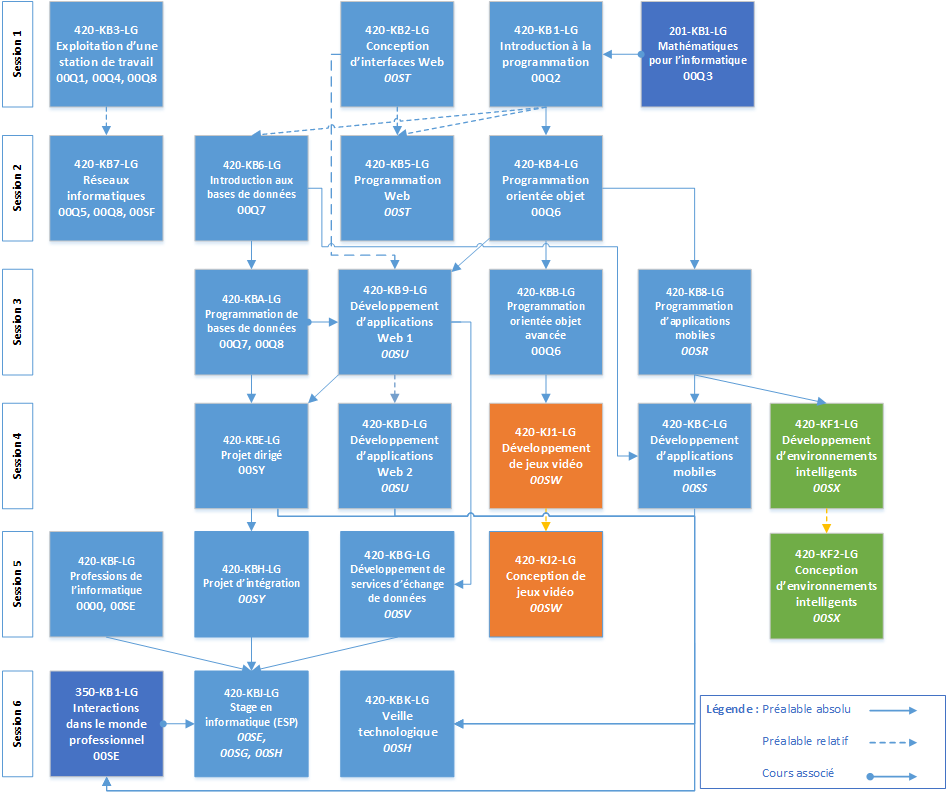 Session 1
420-KB3-LG
Exploitation d'une
station de travail
00Q1, 00Q4, 00Q8
420-KB2-LG
Conception
d'interfaces Web
00ST
420-KB1-LG
Introduction à la
programmation
00Q2
201-KB1-LG
Mathématiques
pour l'informatique
00Q3
Session 2
420-KB7-LG
Réseaux
informatiques
00Q5, 00Q8, 00SF
420-KB6-LG
Introduction aux
bases de données
00Q7
420-KB5-LG
Programmation
Web
00ST
420-KB4-LG
Programmation
orientée objet
00Q6
Session 3
420-KBA-LG
Programmation de
bases de données
00Q7, 00Q8
420-KB9-LG
Développement
d'applications
Web 1
00SU
420-KBB-LG
Programmation
orientée objet
avancée
00Q6
420-KB8-LG
Programmation
d'applications
mobiles
00SR
Session 4
420-KBE-LG
Projet dirigé
00SY
420-KBD-LG
Développement
d'applications
Web 2
00SU
420-KJ1-LG
Développement
de jeux vidéo
00SW
420-KBC-LG
Développement
d'applications
mobiles
00SS
420-KF1-LG
Développement
d'environnements
intelligents
00SX
Session 5
420-KBF-LG
Professions de
l'informatique
0000, 00SE
420-KBH-LG
Projet d'intégration
00SY
420-KBG-LG
Développement de
services d'échange
de données
00SV
420-KJ2-LG
Conception de
jeux vidéo
00SW
420-KF2-LG
Conception
d'environnements
intelligents
00SX
Session 6
350-KB1-LG
Interactions
dans le monde
professionnel
00SE
420-KBJ-LG
Stage en
informatique (ESP)
00SE,
00SG, 00SH
420-KBK-LG
Veille
technologique
00SH
Légende : Préalable absolu
Préalable relatif
Cours associé